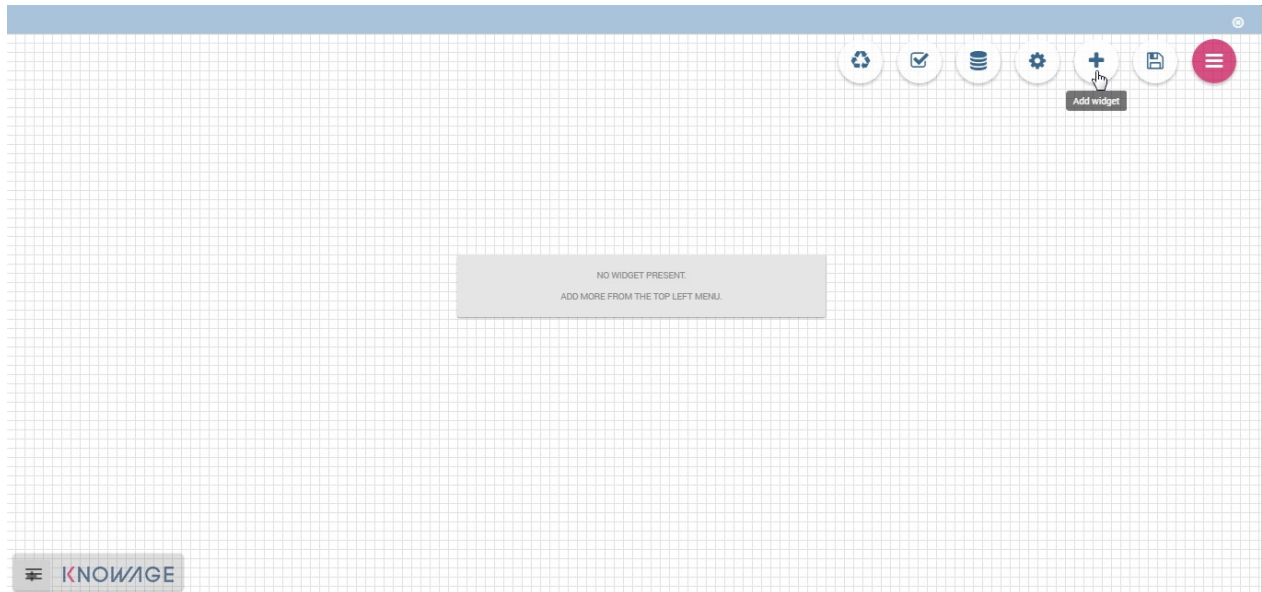 Add widget
NO WIDGET PRESENT.
ADD MORE FROM THE TOP LEFT MENU.
KNOWAGE